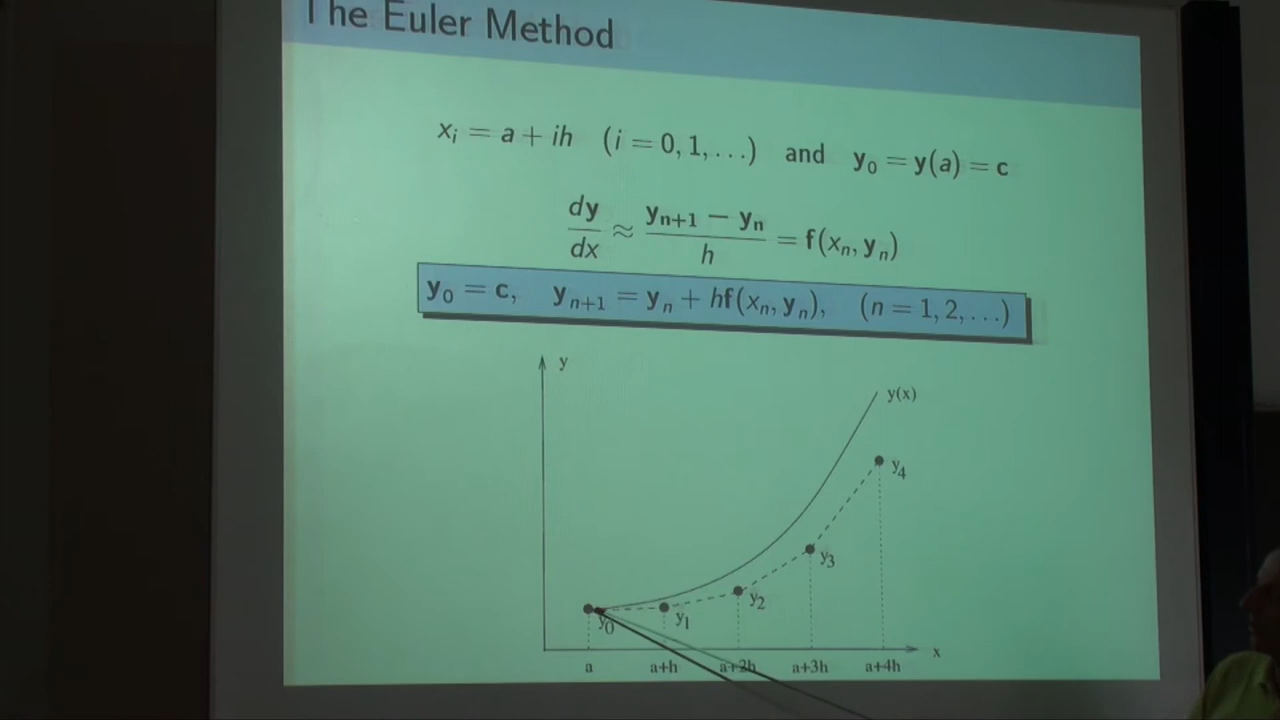 The Euler Method
xᵢ = a + ih (i = 0, 1, . . .) and y₀ = y(a) = c
dy/dx ≈ (yₙ₊₁ − yₙ)/h = f(xₙ, yₙ)
y₀ = c, yₙ₊₁ = yₙ + hf(xₙ, yₙ), (n = 1, 2, . . .)
y
y(x)
y₄
y₃
y₂
y₀ y₁
x
a a+h a+2h a+3h a+4h